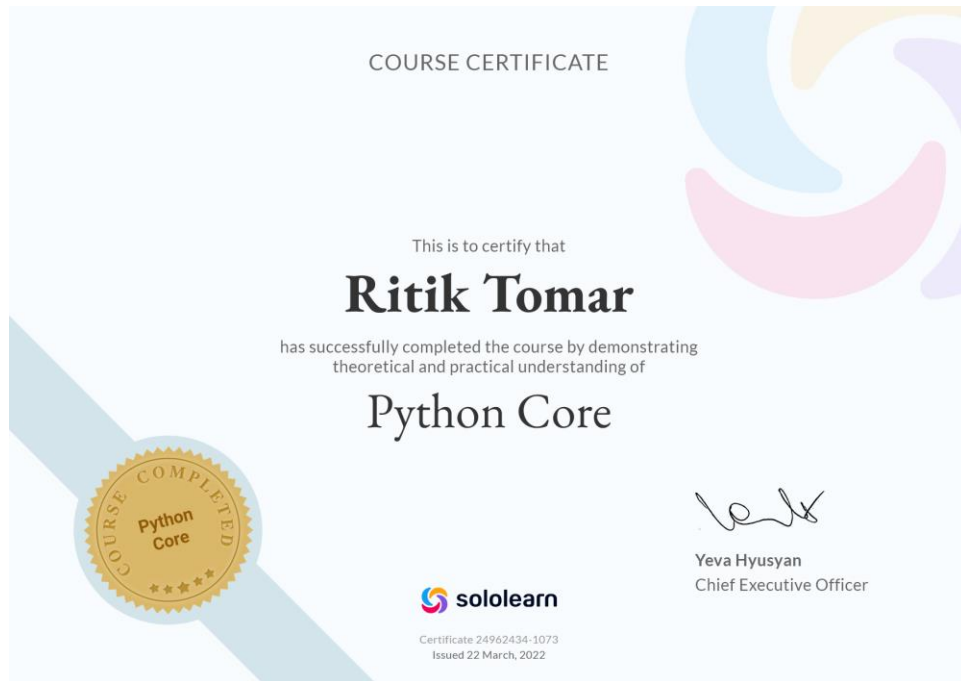 COURSE CERTIFICATE
This is to certify that
Ritik Tomar
has successfully completed the course by demonstrating
theoretical and practical understanding of
Python Core
COURSE COMPLETED
Python
Core
Yeva Hyusyan
Chief Executive Officer
sololearn
Certificate 24962434-1073
Issued 22 March, 2022